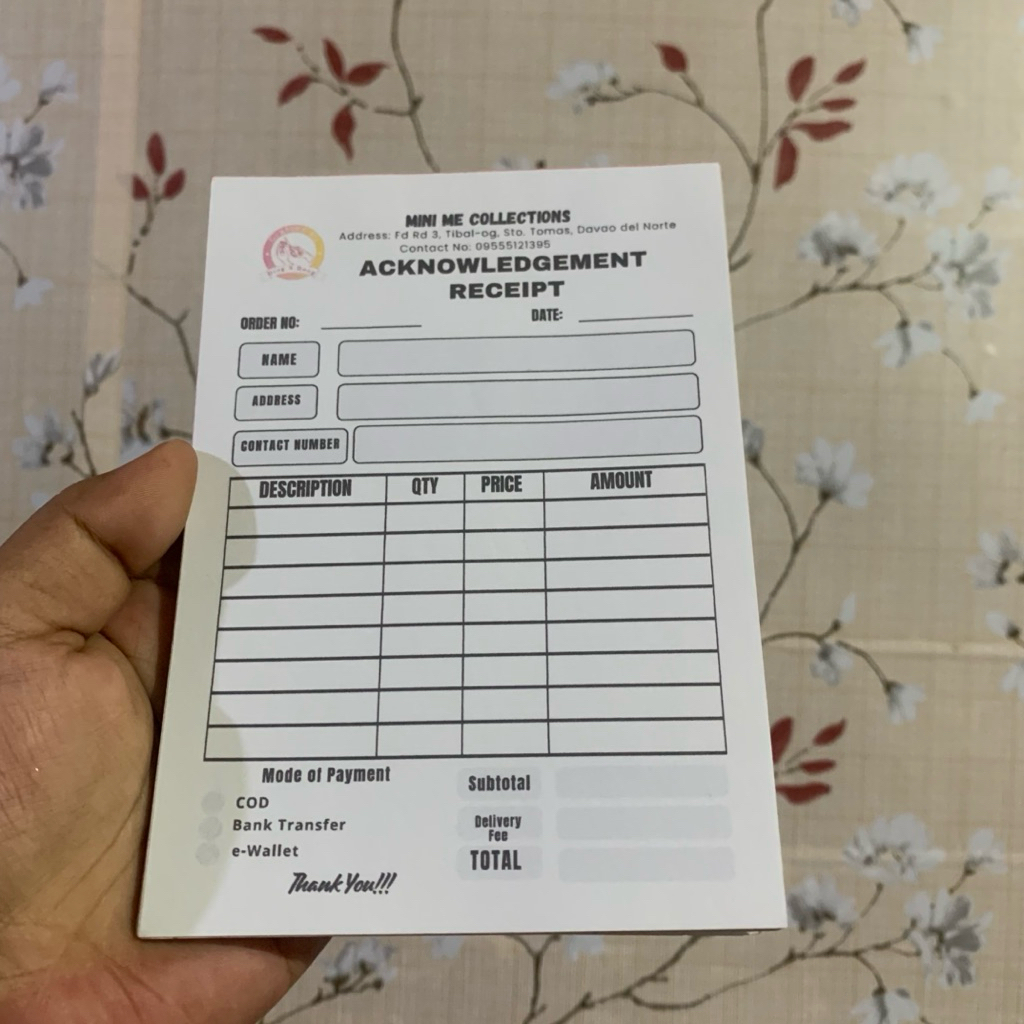 MINI ME COLLECTIONS
Address: Fd Rd 3, Tibal-og, Sto. Tomas, Davao del Norte
Contact No: 09555121395
ACKNOWLEDGEMENT
RECEIPT
ORDER NO:
DATE:
NAME
ADDRESS
CONTACT NUMBER
DESCRIPTION QTY PRICE AMOUNT
Mode of Payment
COD
Bank Transfer
e-Wallet
Thank You!!!
Subtotal
Delivery
Fee
TOTAL